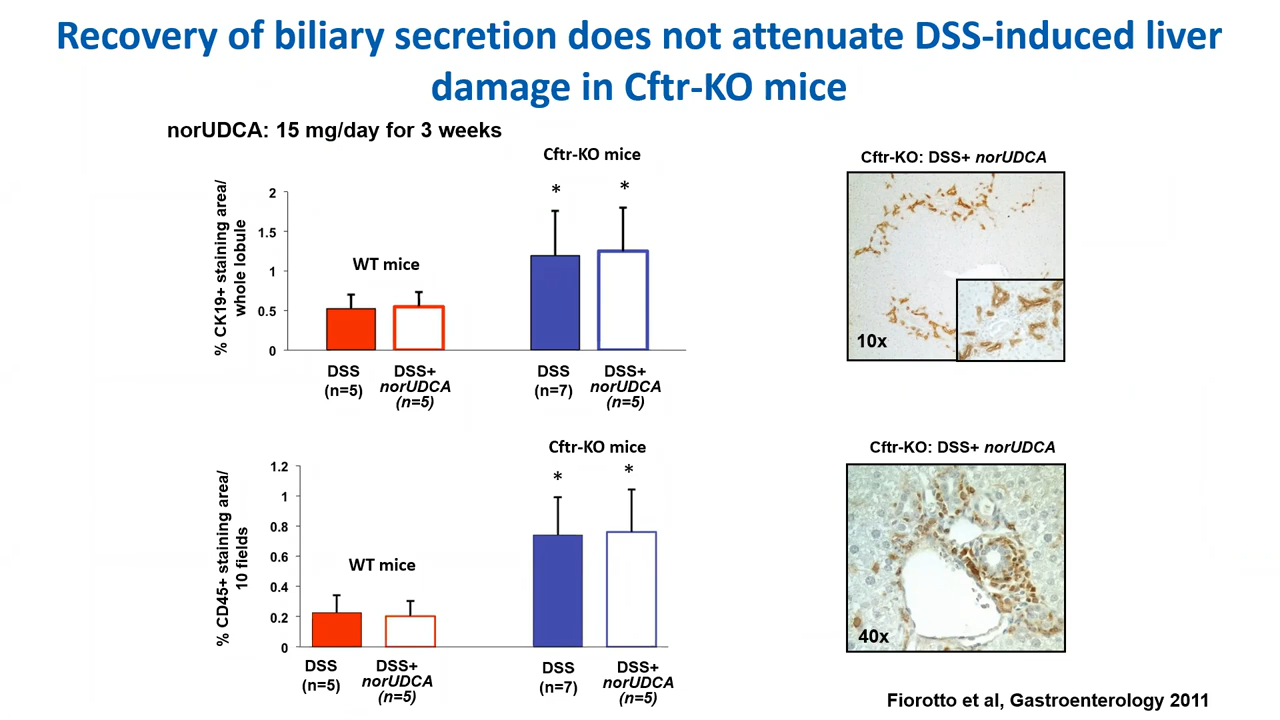 Recovery of biliary secretion does not attenuate DSS-induced liver
damage in Cftr-KO mice
norUDCA: 15 mg/day for 3 weeks
Cftr-KO mice
% CK19+ staining area/
whole lobule
2
1.5
1
0.5
0
WT mice
*
*
DSS
(n=5)
DSS+
norUDCA
(n=5)
DSS
(n=7)
DSS+
norUDCA
(n=5)
Cftr-KO: DSS+ norUDCA
10x
Cftr-KO mice
% CD45+ staining area/
10 fields
1.2
1
0.8
0.6
0.4
0.2
0
WT mice
*
*
DSS
(n=5)
DSS+
norUDCA
(n=5)
DSS
(n=7)
DSS+
norUDCA
(n=5)
Cftr-KO: DSS+ norUDCA
40x
Fiorotto et al, Gastroenterology 2011